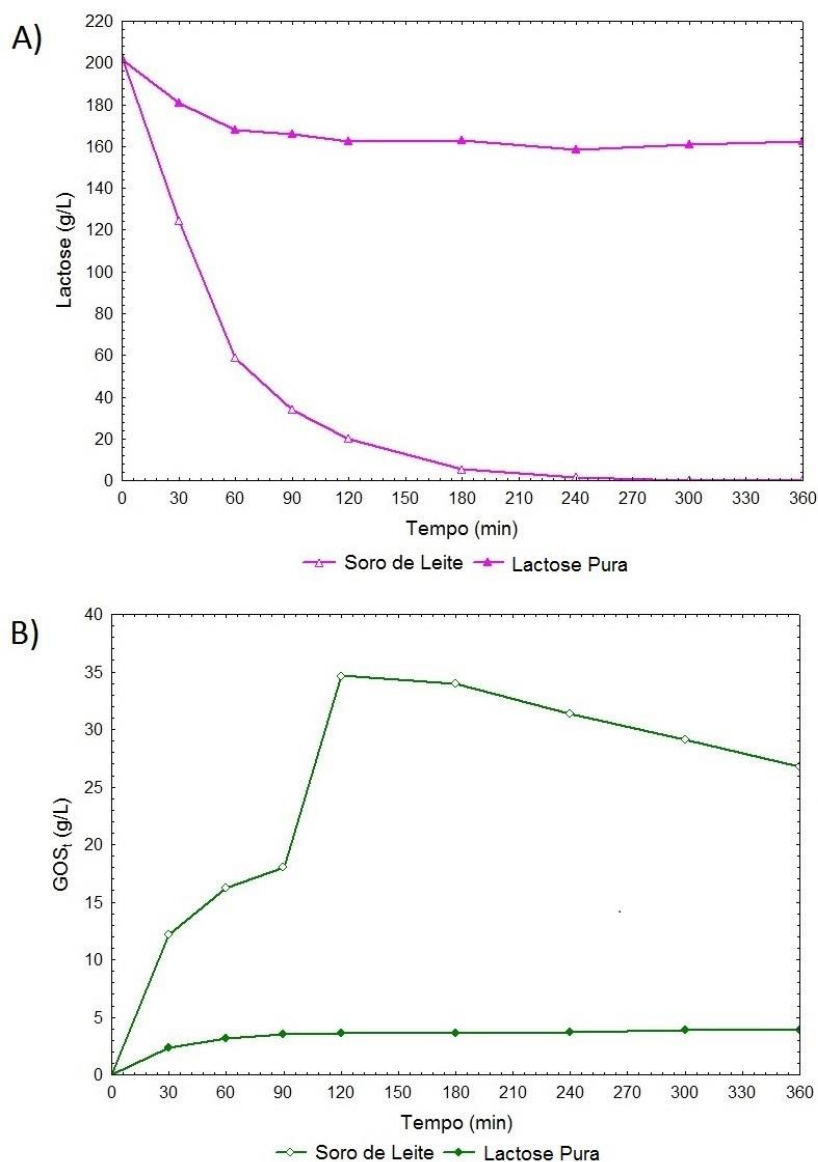 A)
220
200
180
160
140
120
100
80
60
40
20
0
Lactose (g/L)
0 30 60 90 120 150 180 210 240 270 300 330 360
Tempo (min)
Soro de Leite Lactose Pura
B)
40
35
30
25
20
15
10
5
0
GOSt (g/L)
0 30 60 90 120 150 180 210 240 270 300 330 360
Tempo (min)
Soro de Leite Lactose Pura